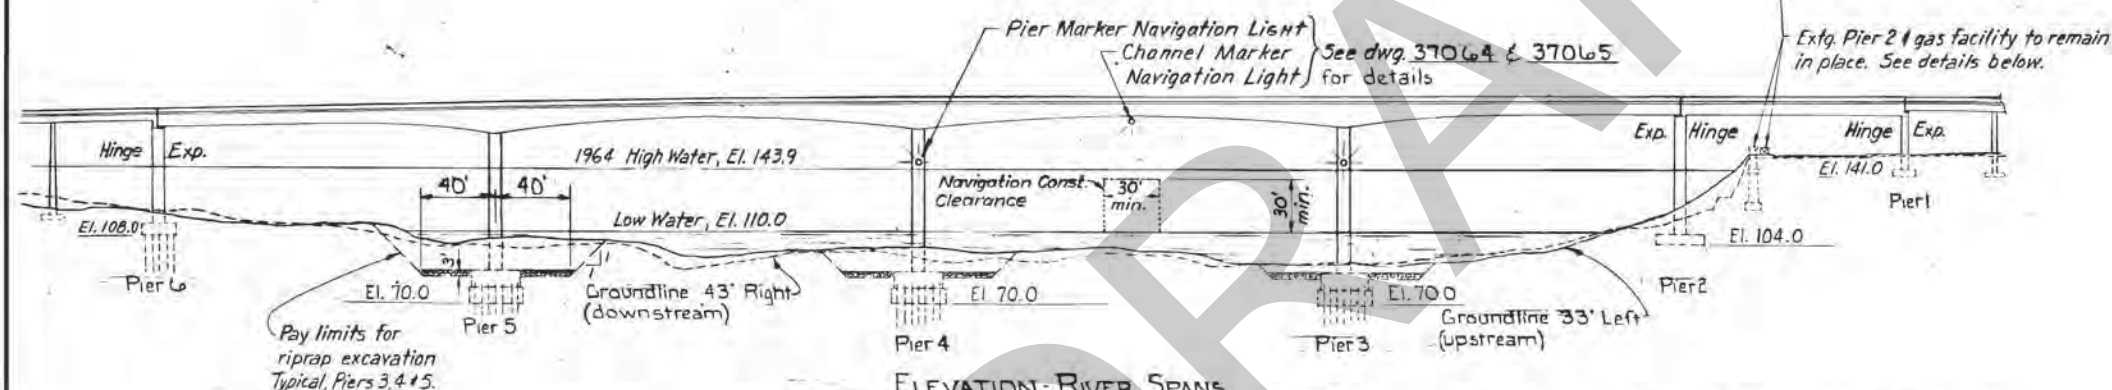 Pier Marker Navigation Light
Channel Marker
Navigation Light
See dwg. 37064 & 37065
for details
Extg. Pier 2 & gas facility to remain
in place. See details below.
Hinge
Exp.
1964 High Water, El. 143.9
Exp.
Hinge
Hinge
Exp.
40'
40'
Navigation Const.
Clearance
30'
min.
30'
min.
El. 141.0
Pier 1
El. 108.0
Low Water, El. 110.0
El. 104.0
Pier 6
3'
1
1
El. 70.0
Pier 5
Groundline 43' Right
(downstream)
El 70.0
Pier 4
El. 70.0
Pier 3
Pier 2
Groundline 33' Left
(upstream)
Pay limits for
riprap excavation
Typical, Piers 3, 4 & 5.
ELEVATION - RIVER SPANS